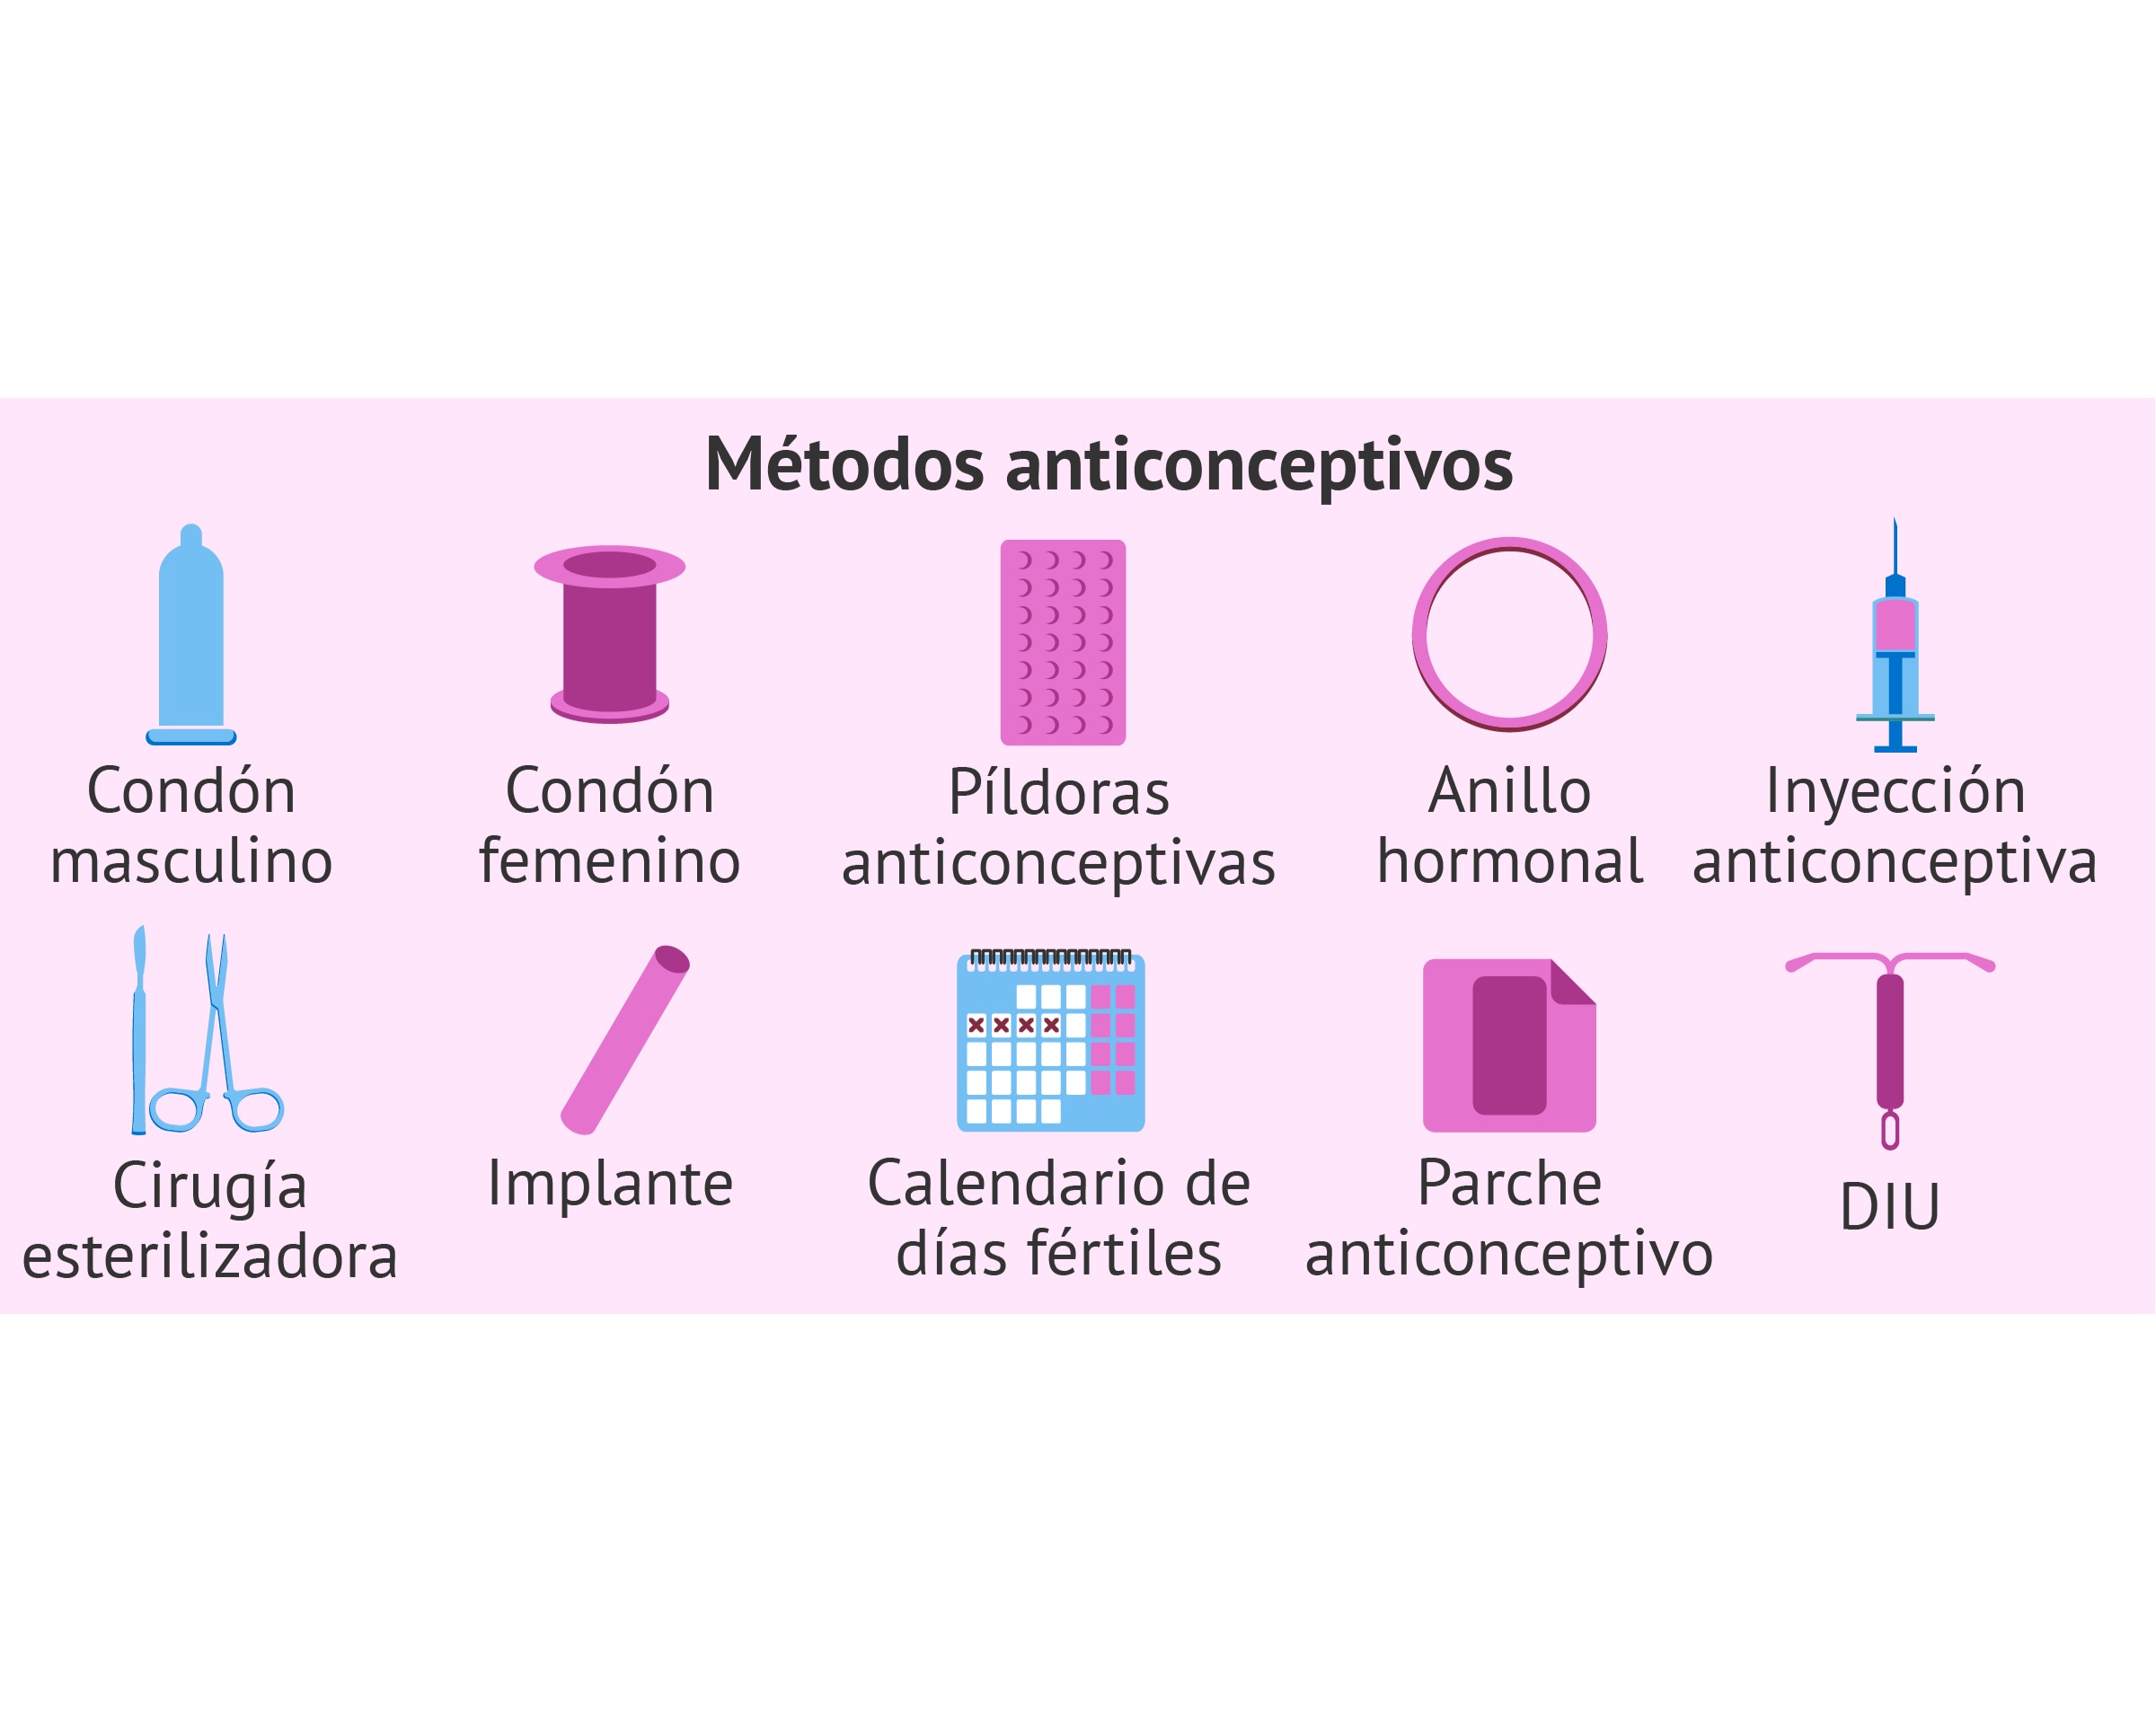 Métodos anticonceptivos
Condón
masculino
Condón
femenino
Píldoras
anticonceptivas
Anillo
hormonal
Inyección
anticonceptiva
Cirugía
esterilizadora
Implante
Calendario de
días fértiles
Parche
anticonceptivo
DIU